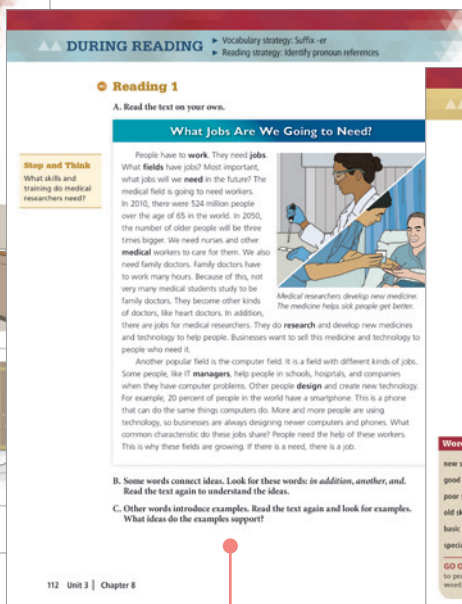 DURING READING
Vocabulary strategy: Suffix -er
Reading strategy: Identify pronoun references
Reading 1
A. Read the text on your own.
What Jobs Are We Going to Need?
Stop and Think
What skills and
training do medical
researchers need?
People have to work. They need jobs.
What fields have jobs? Most important,
what jobs will we need in the future? The
medical field is going to need workers.
In 2010, there were 524 million people
over the age of 65 in the world. In 2050,
the number of older people will be three
times bigger. We need nurses and other
medical workers to care for them. We also
need family doctors. Family doctors have
to work many hours. Because of this, not
very many medical students study to be
family doctors. They become other kinds
of doctors, like heart doctors. In addition,
there are jobs for medical researchers. They do research and develop new medicines
and technology to help people. Businesses want to sell this medicine and technology to
people who need it.
Medical researchers develop new medicine.
The medicine helps sick people get better.
Another popular field is the computer field. It is a field with different kinds of jobs.
Some people, like IT managers, help people in schools, hospitals, and companies
when they have computer problems. Other people design and create new technology.
For example, 20 percent of people in the world have a smartphone. This is a phone
that can do the same things computers do. More and more people are using
technology, so businesses are always designing newer computers and phones. What
common characteristic do these jobs share? People need the help of these workers.
This is why these fields are growing. If there is a need, there is a job.
B. Some words connect ideas. Look for these words: in addition, another, and.
Read the text again to understand the ideas.
C. Other words introduce examples. Read the text again and look for examples.
What ideas do the examples support?
112 Unit 3 | Chapter 8
new s
good
poor
old sk
basic
specia
GO O
to pe
word